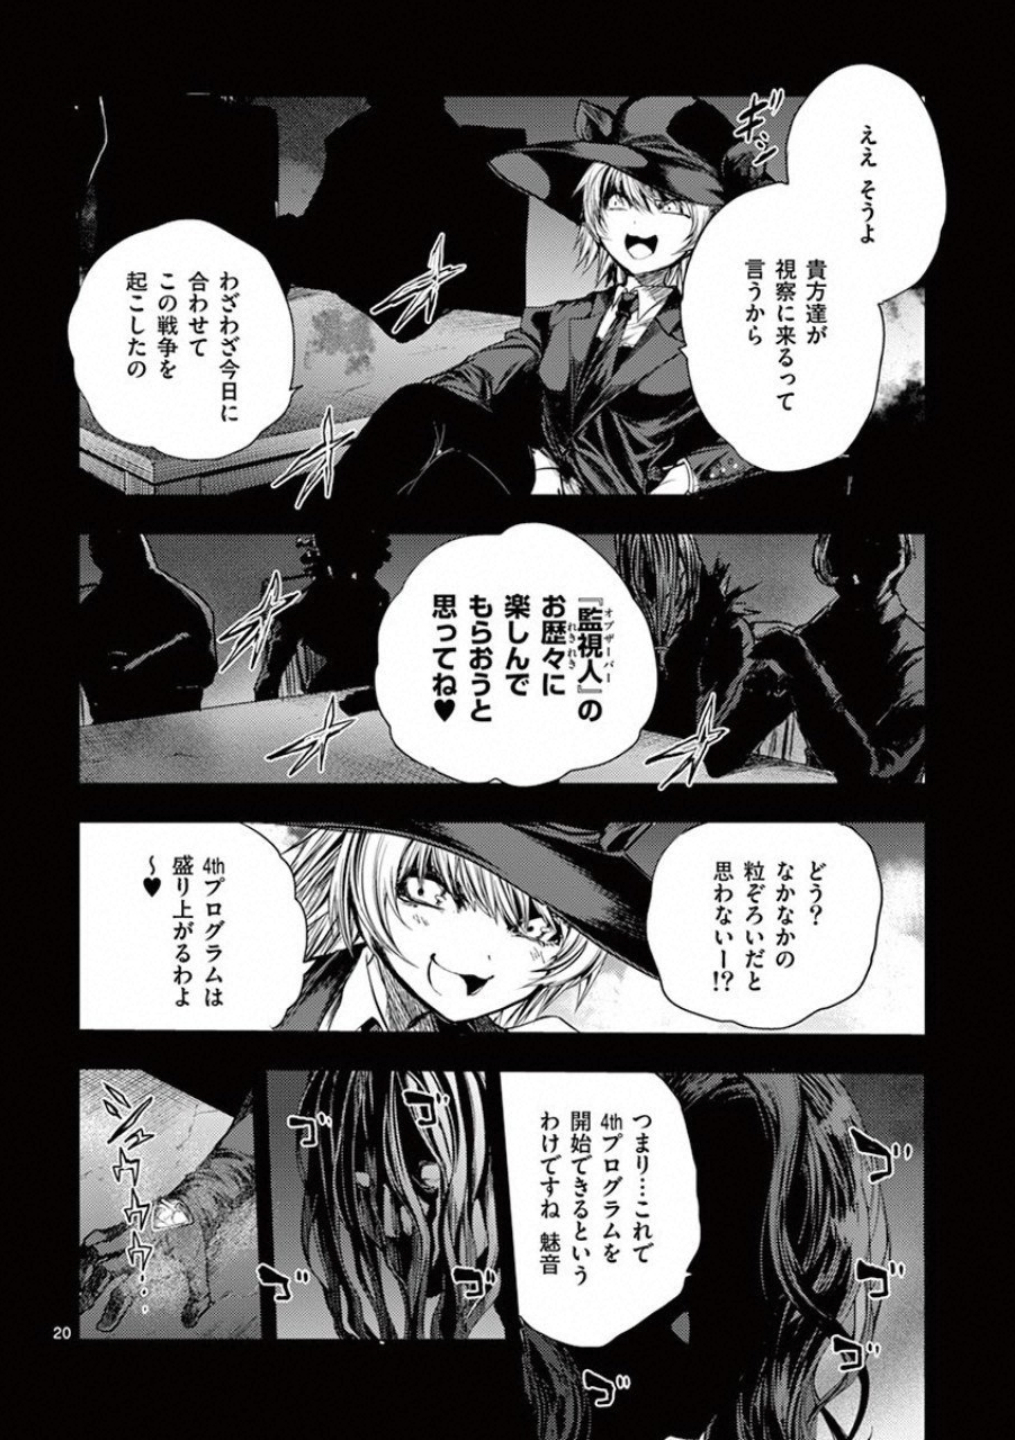 ええ そうよ
貴方達が
視察に来るって
言うから
ギシ
わざわざ今日に
合わせて
この戦争を
起こしたの
『監視人』の
オブザーバー
お歴々に
れきれき
楽しんで
もらおうと
思ってね♥
どう?
なかなかの
粒ぞろいだと
思わないー!?
4thプログラムは
盛り上がるわよ
〜♥
つまり…これで
4thプログラムを
開始できるという
わけですね 魅音
ゴ
ゴ
ゴ
ゴ
ゴ
ゴ
ゴ
ゴ
ゴ
シュウウウ…
20